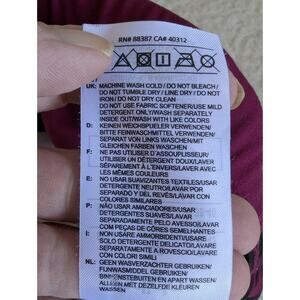 RN# 88387 CA# 40312
UK: MACHINE WASH COLD / DO NOT BLEACH /
DO NOT TUMBLE DRY / LINE DRY / DO NOT
IRON / DO NOT DRY CLEAN
DO NOT USE FABRIC SOFTENER/USE MILD
DETERGENT ONLY/WASH SEPARATELY
INSIDE OUT/WASH WITH LIKE COLORS
D: KEINEN WEICHSPUELER VERWENDEN/
BITTE FEINWASCHMITTEL VERWENDEN/
SEPARAT VON LINKS WASCHEN/MIT
GLEICHEN FARBEN WASCHEN
F: NE PAS UTILISER D'ASSOUPLISSEUR/
UTILISER UN DÉTERGENT DOUX/LAVER
SÉPARÉMENT À L'ENVERS/LAVER AVEC
LES MÊMES COULEURS
E: NO USAR SUAVIZANTES TEXTILES/USAR
DETERGENTE NEUTRO/LAVAR POR
SEPARADO Y DEL REVÉS/LAVAR CON
COLORES SIMILARES
P: NÃO USAR AMACIADORES/USAR
DETERGENTES SUAVES/LAVAR
SEPARADAMENTE PELO AVESSO/LAVAR
COM PEÇAS DE CÔRES SEMELHANTES
I: NON USARE AMMORBIDENTI/USARE
SOLO DETERGENTE DELICATO/LAVARE
SEPARATAMENTE A ROVESCIO/LAVARE
CON COLORI SIMILI
NL: GEEN WASVERZACHTER GEBRUIKEN/
FIJNWASMIDDEL GEBRUIKEN/
BINNENSTEBUITEN EN APART WASSEN/
MET DEZELFDE KLEUREN WASSEN